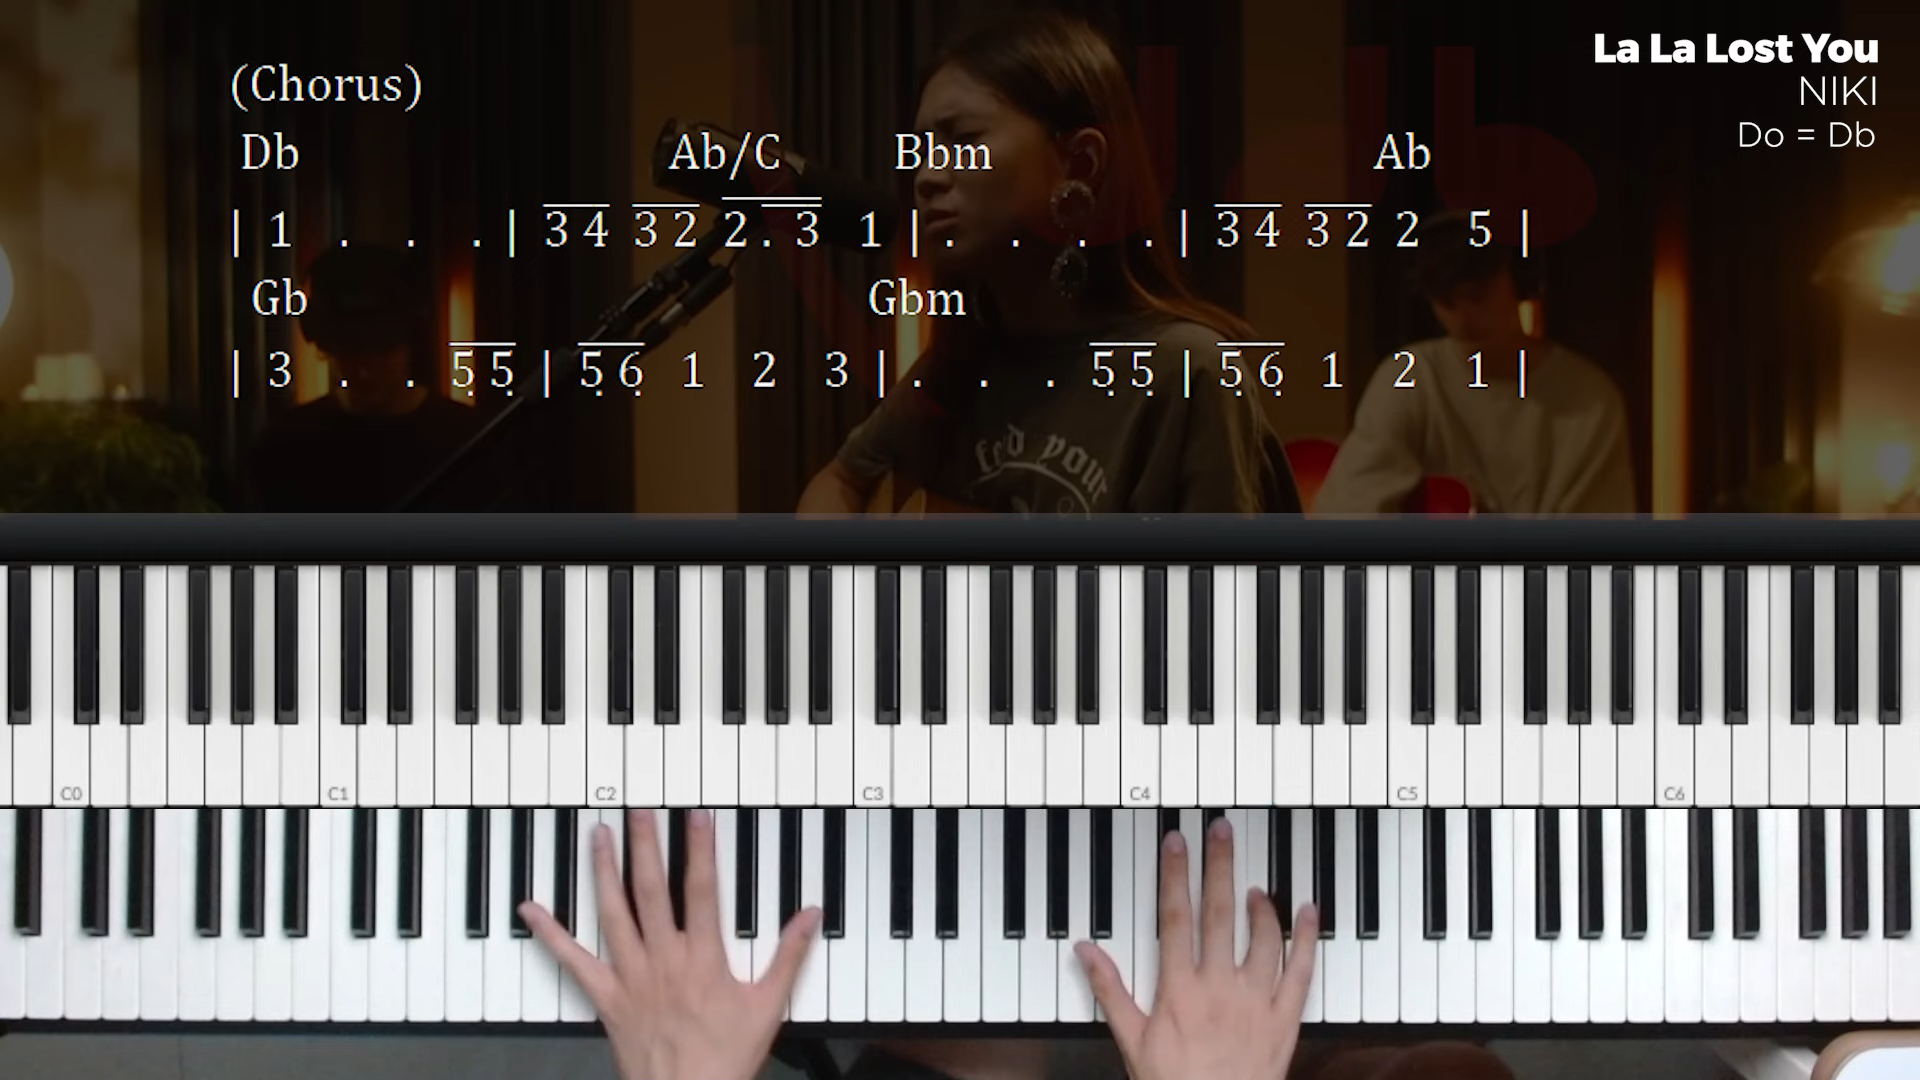 La La Lost You
NIKI
Do = Db
(Chorus)
Db Ab/C Bbm Ab
| 1 . . . | 3 4 3 2 2 . 3 1 | . . . . | 3 4 3 2 2 5 |
Gb Gbm
| 3 . . 5̣ 5̣ | 5̣ 6̣ 1 2 3 | . . . 5̣ 5̣ | 5̣ 6̣ 1 2 1 |
feed your
C0 C1 C2 C3 C4 C5 C6